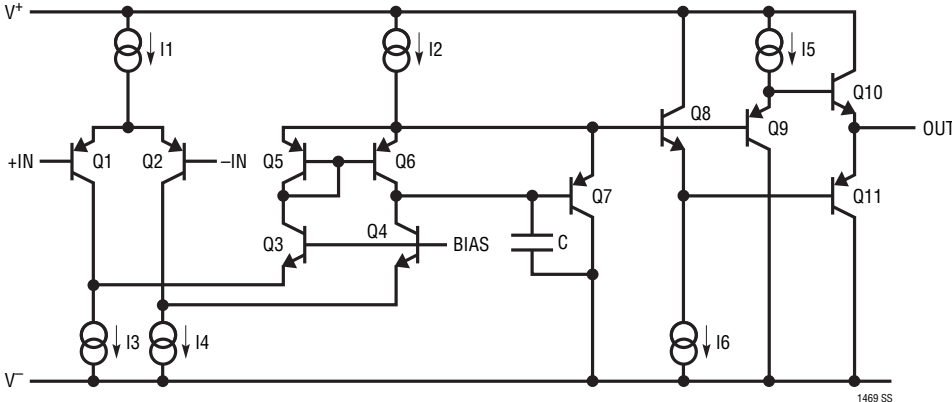 V+
I1
I2
I5
Q10
Q8
Q9
OUT
+IN
Q1
Q2
–IN
Q5
Q6
Q7
Q11
Q3
Q4
BIAS
C
I3
I4
I6
V–
1469 SS